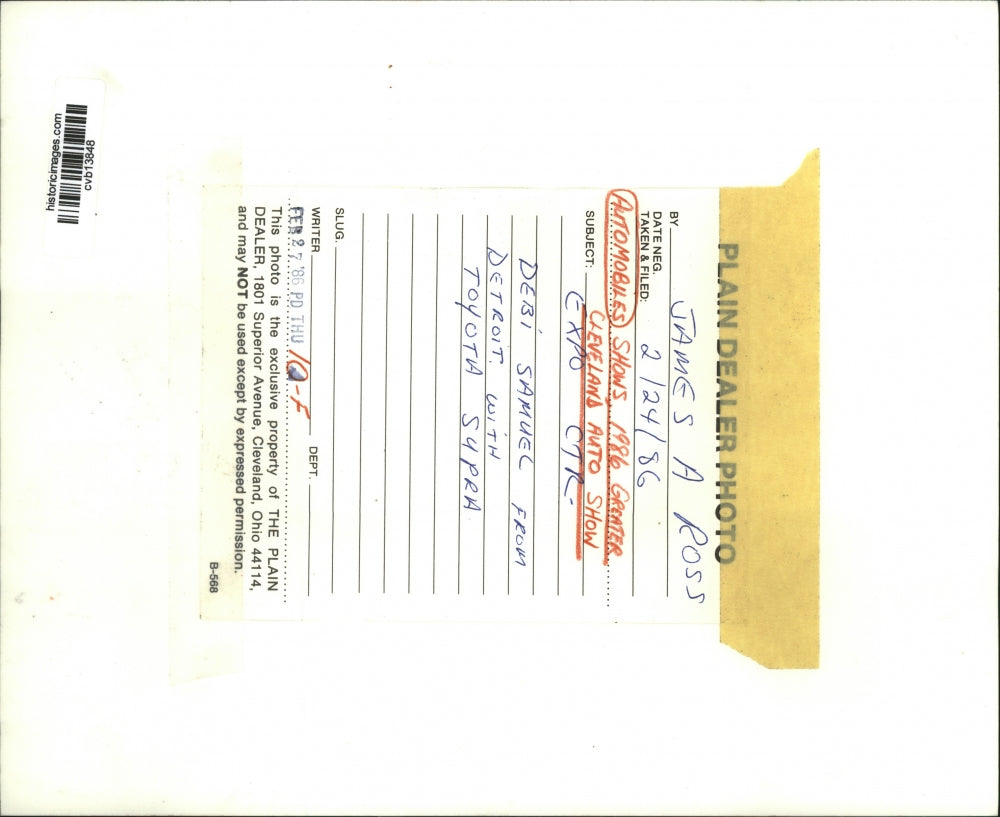 PLAIN DEALER PHOTO
BY JAMES A ROSS
DATE NEG.
TAKEN & FILED: 2/24/86
AUTOMOBILES, SHOWS, 1986 GREATER
CLEVELAND AUTO SHOW
SUBJECT: EXPO CTR.
DEBI SAMUEL FROM
DETROIT WITH
TOYOTA SUPRA
SLUG.
WRITER DEPT.
FEB 27 '86 PD THU 10-F
This photo is the exclusive property of THE PLAIN
DEALER, 1801 Superior Avenue, Cleveland, Ohio 44114,
and may NOT be used except by expressed permission.
B-568
historicimages.com
cvb13848